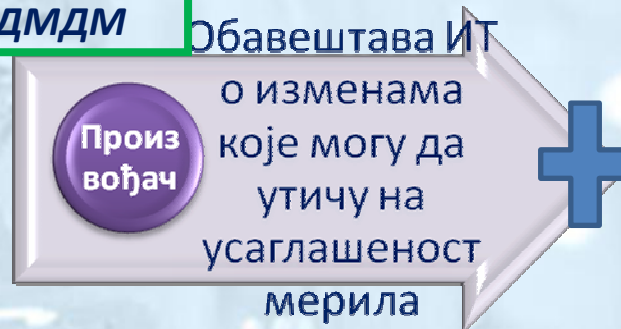 ДМДМ
Обавештава ИТ
о изменама
које могу да
утичу на
усаглашеност
мерила
Произ
вођач